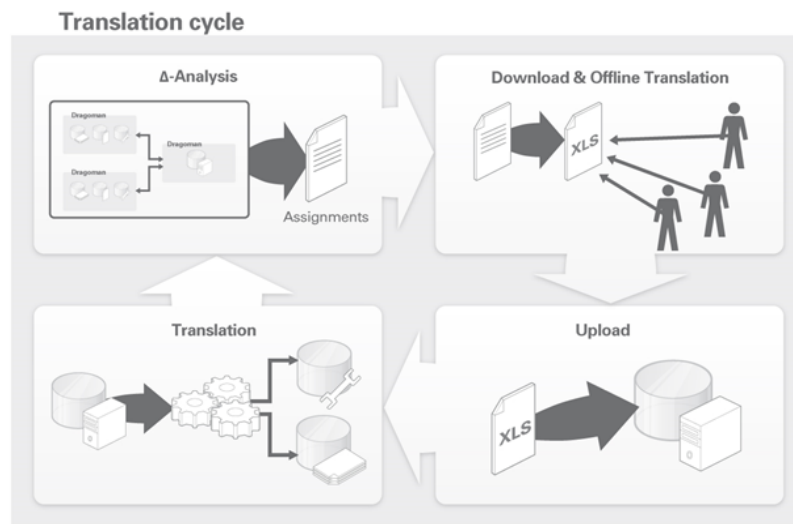 Translation cycle
Δ-Analysis
Dragoman
Dragoman
Dragoman
Assignments
Download & Offline Translation
XLS
Translation
Upload
XLS